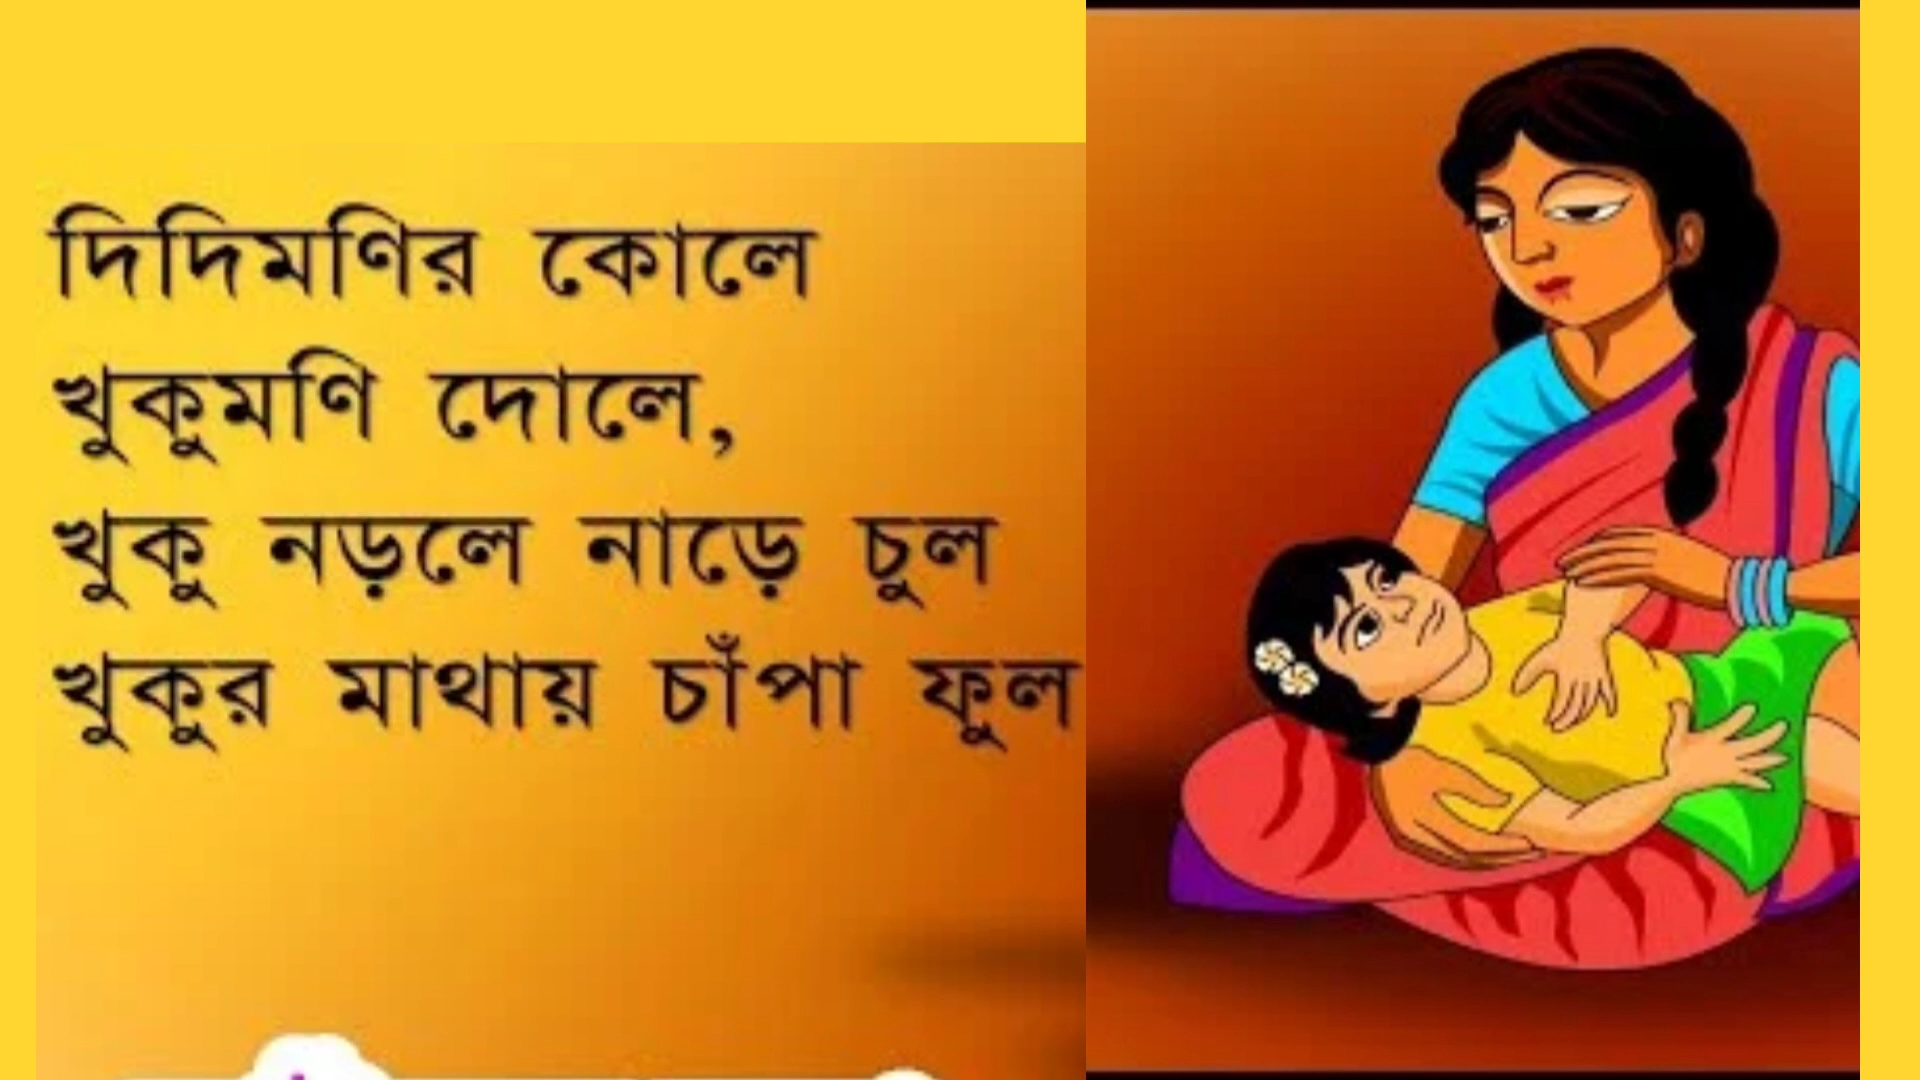 দিদিমণির কোলে
খুকুমণি দোলে,
খুকু নড়লে নাড়ে চুল
খুকুর মাথায় চাঁপা ফুল